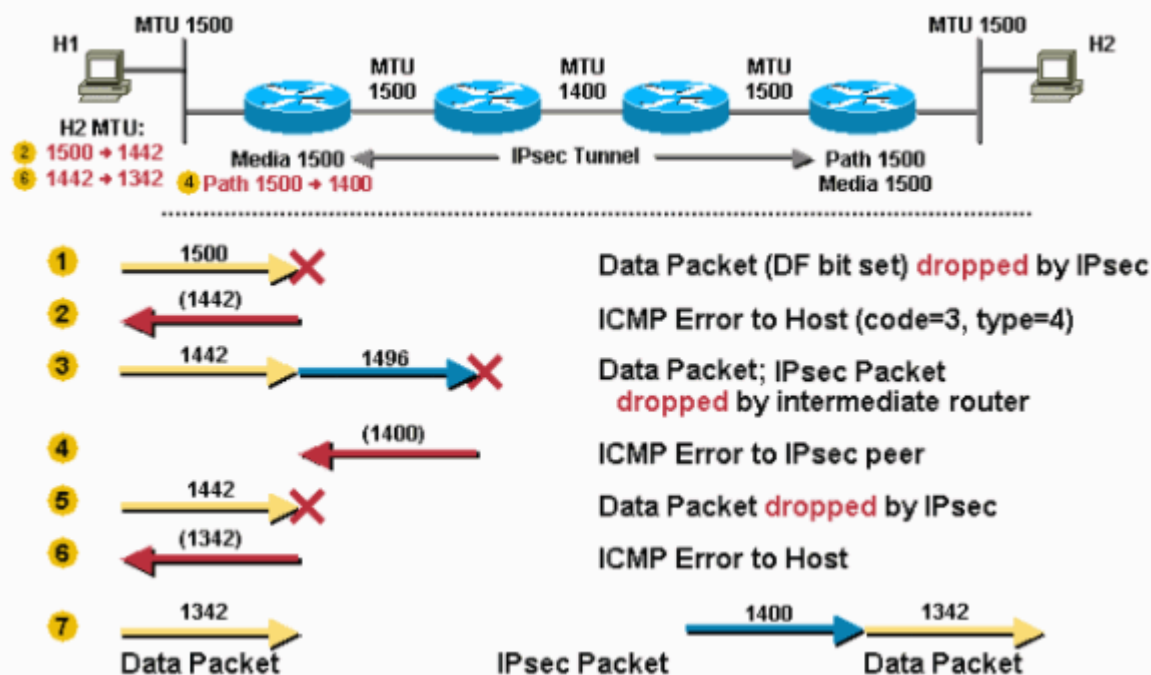 MTU 1500
MTU 1500
H1
H2
MTU
1500
MTU
1400
MTU
1500
H2 MTU:
2 1500 → 1442
6 1442 → 1342
Media 1500
4 Path 1500 → 1400
IPsec Tunnel
Path 1500
Media 1500
1 1500 Data Packet (DF bit set) dropped by IPsec
2 (1442) ICMP Error to Host (code=3, type=4)
3 1442 1496 Data Packet; IPsec Packet
dropped by intermediate router
4 (1400) ICMP Error to IPsec peer
5 1442 Data Packet dropped by IPsec
6 (1342) ICMP Error to Host
7 1342 1400 1342
Data Packet IPsec Packet Data Packet